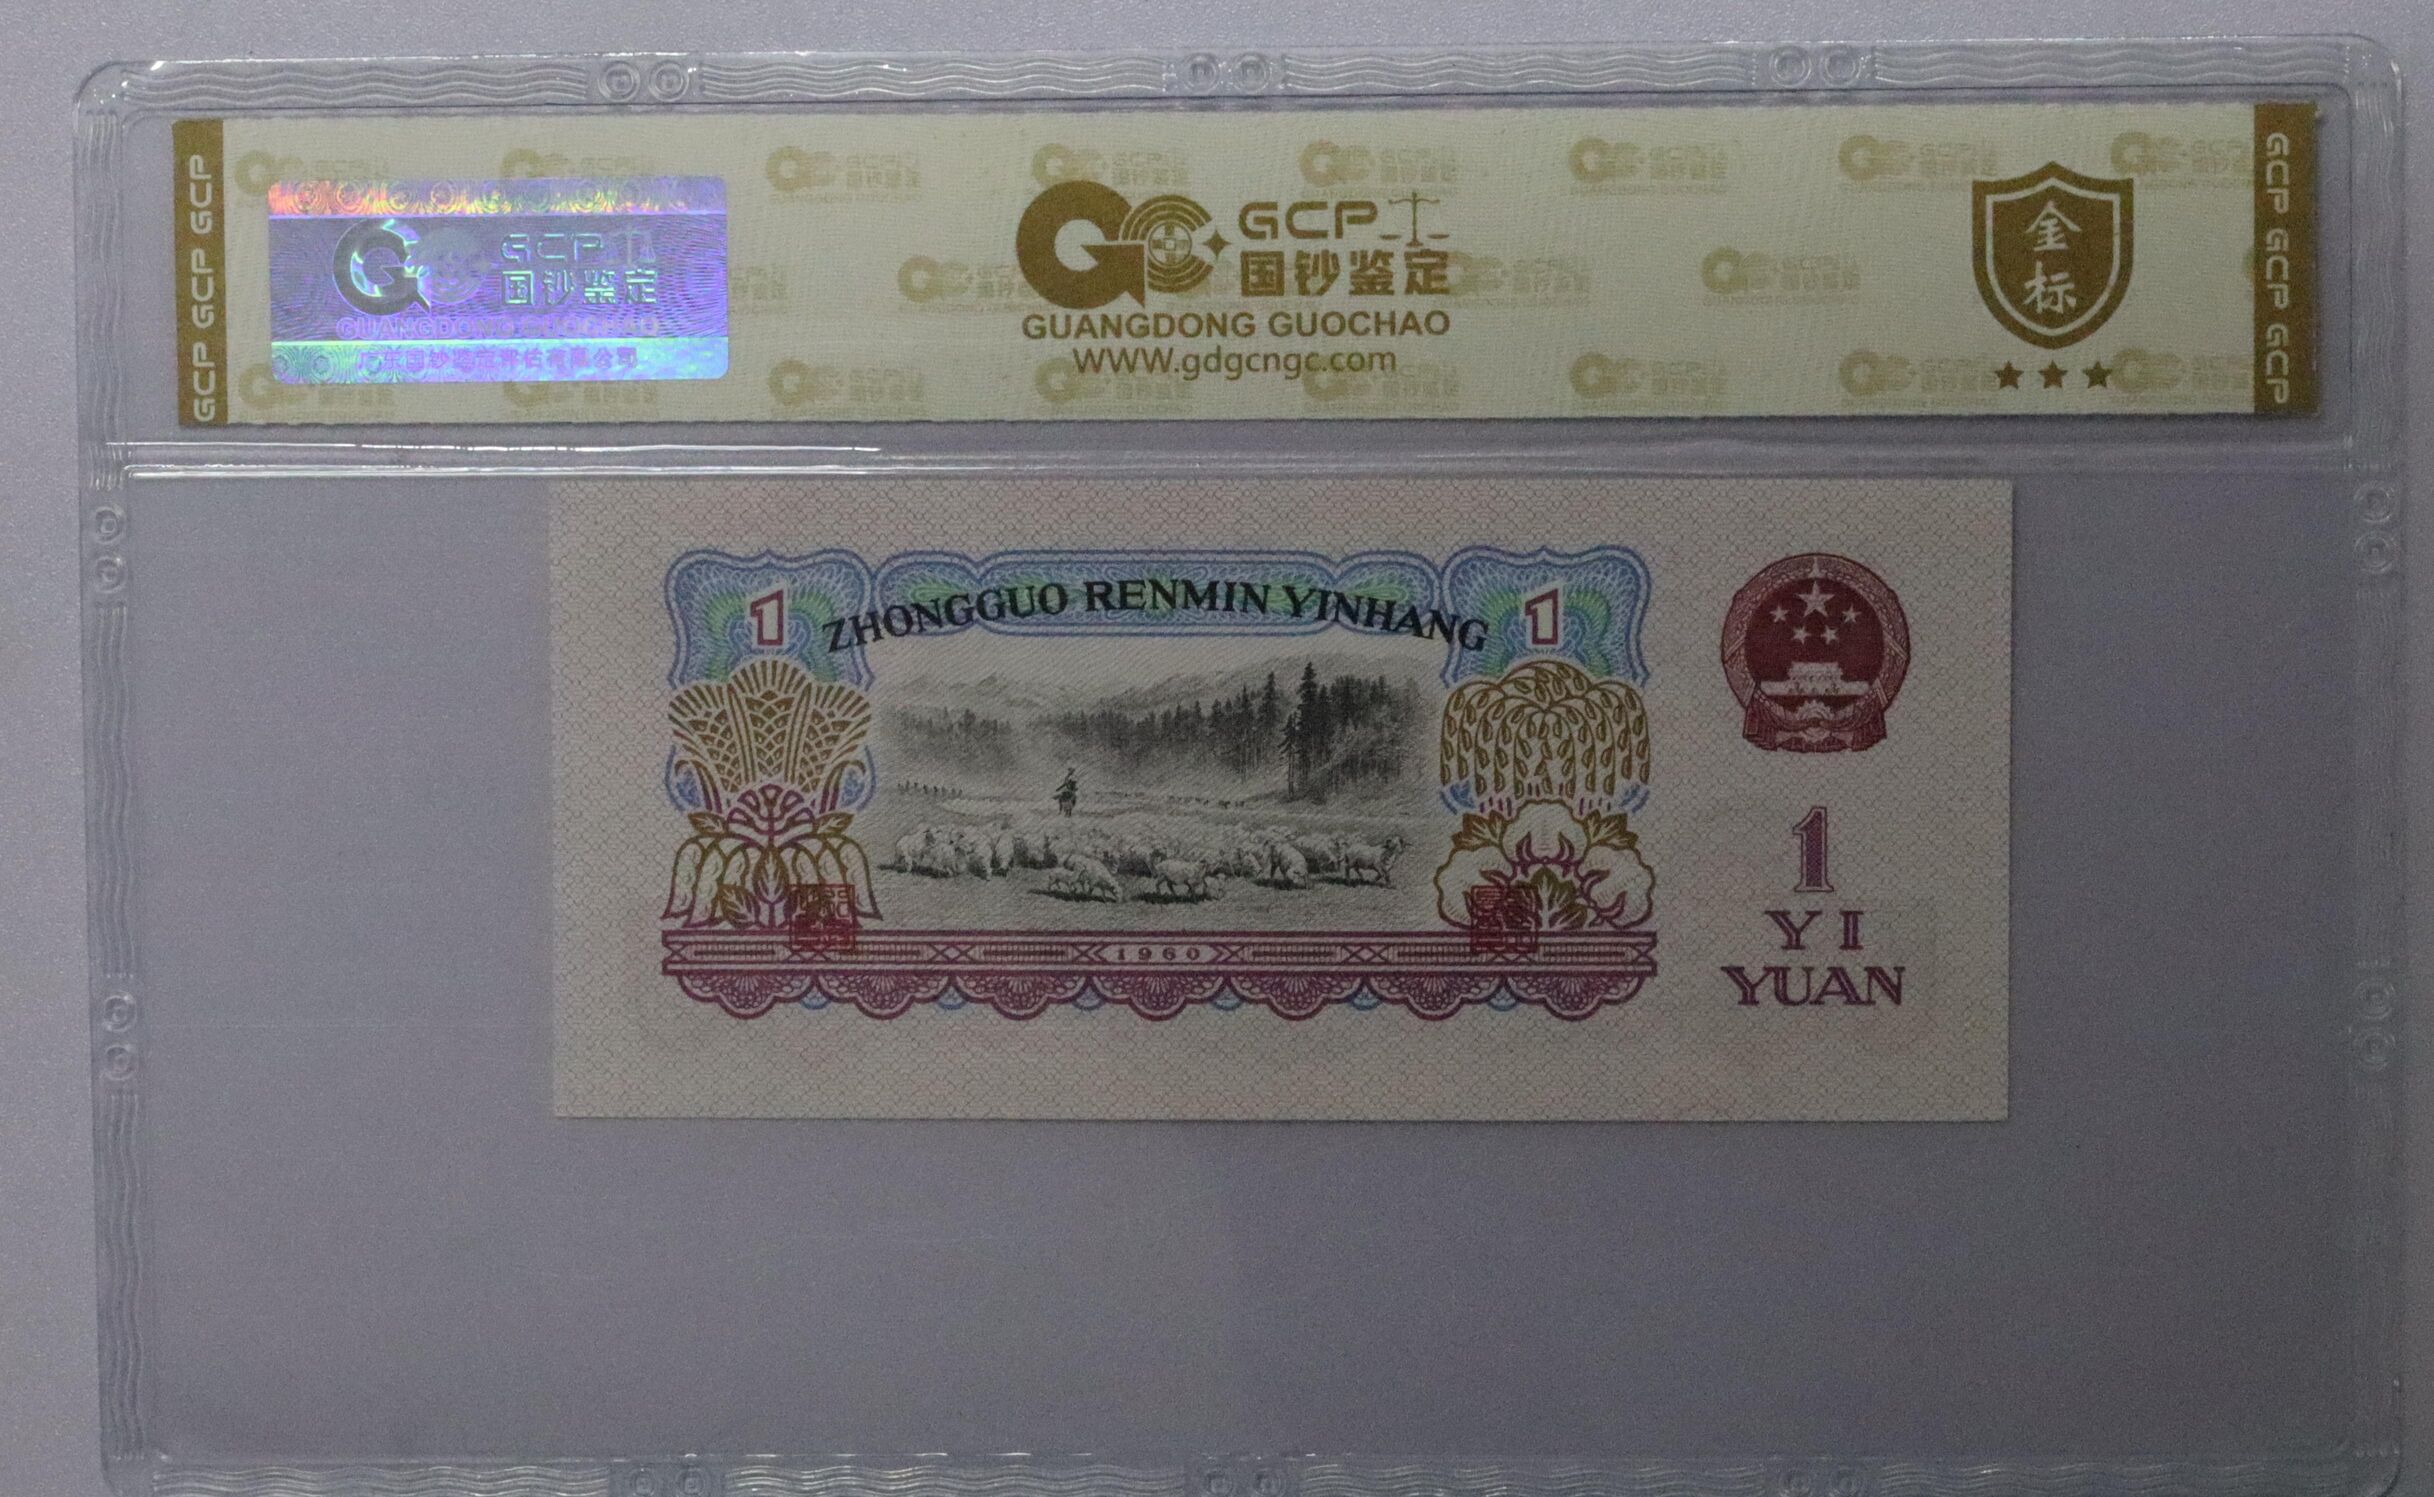 GCP GCP GCP
GCP
国钞鉴定
GUANGDONG GUOCHAO
广东国钞鉴定评估有限公司
GCP
国钞鉴定
GUANGDONG GUOCHAO
WWW.gdgcngc.com
金
标
GCP GCP GCP
1
ZHONGGUO RENMIN YINHANG
1
1960
1
YI
YUAN